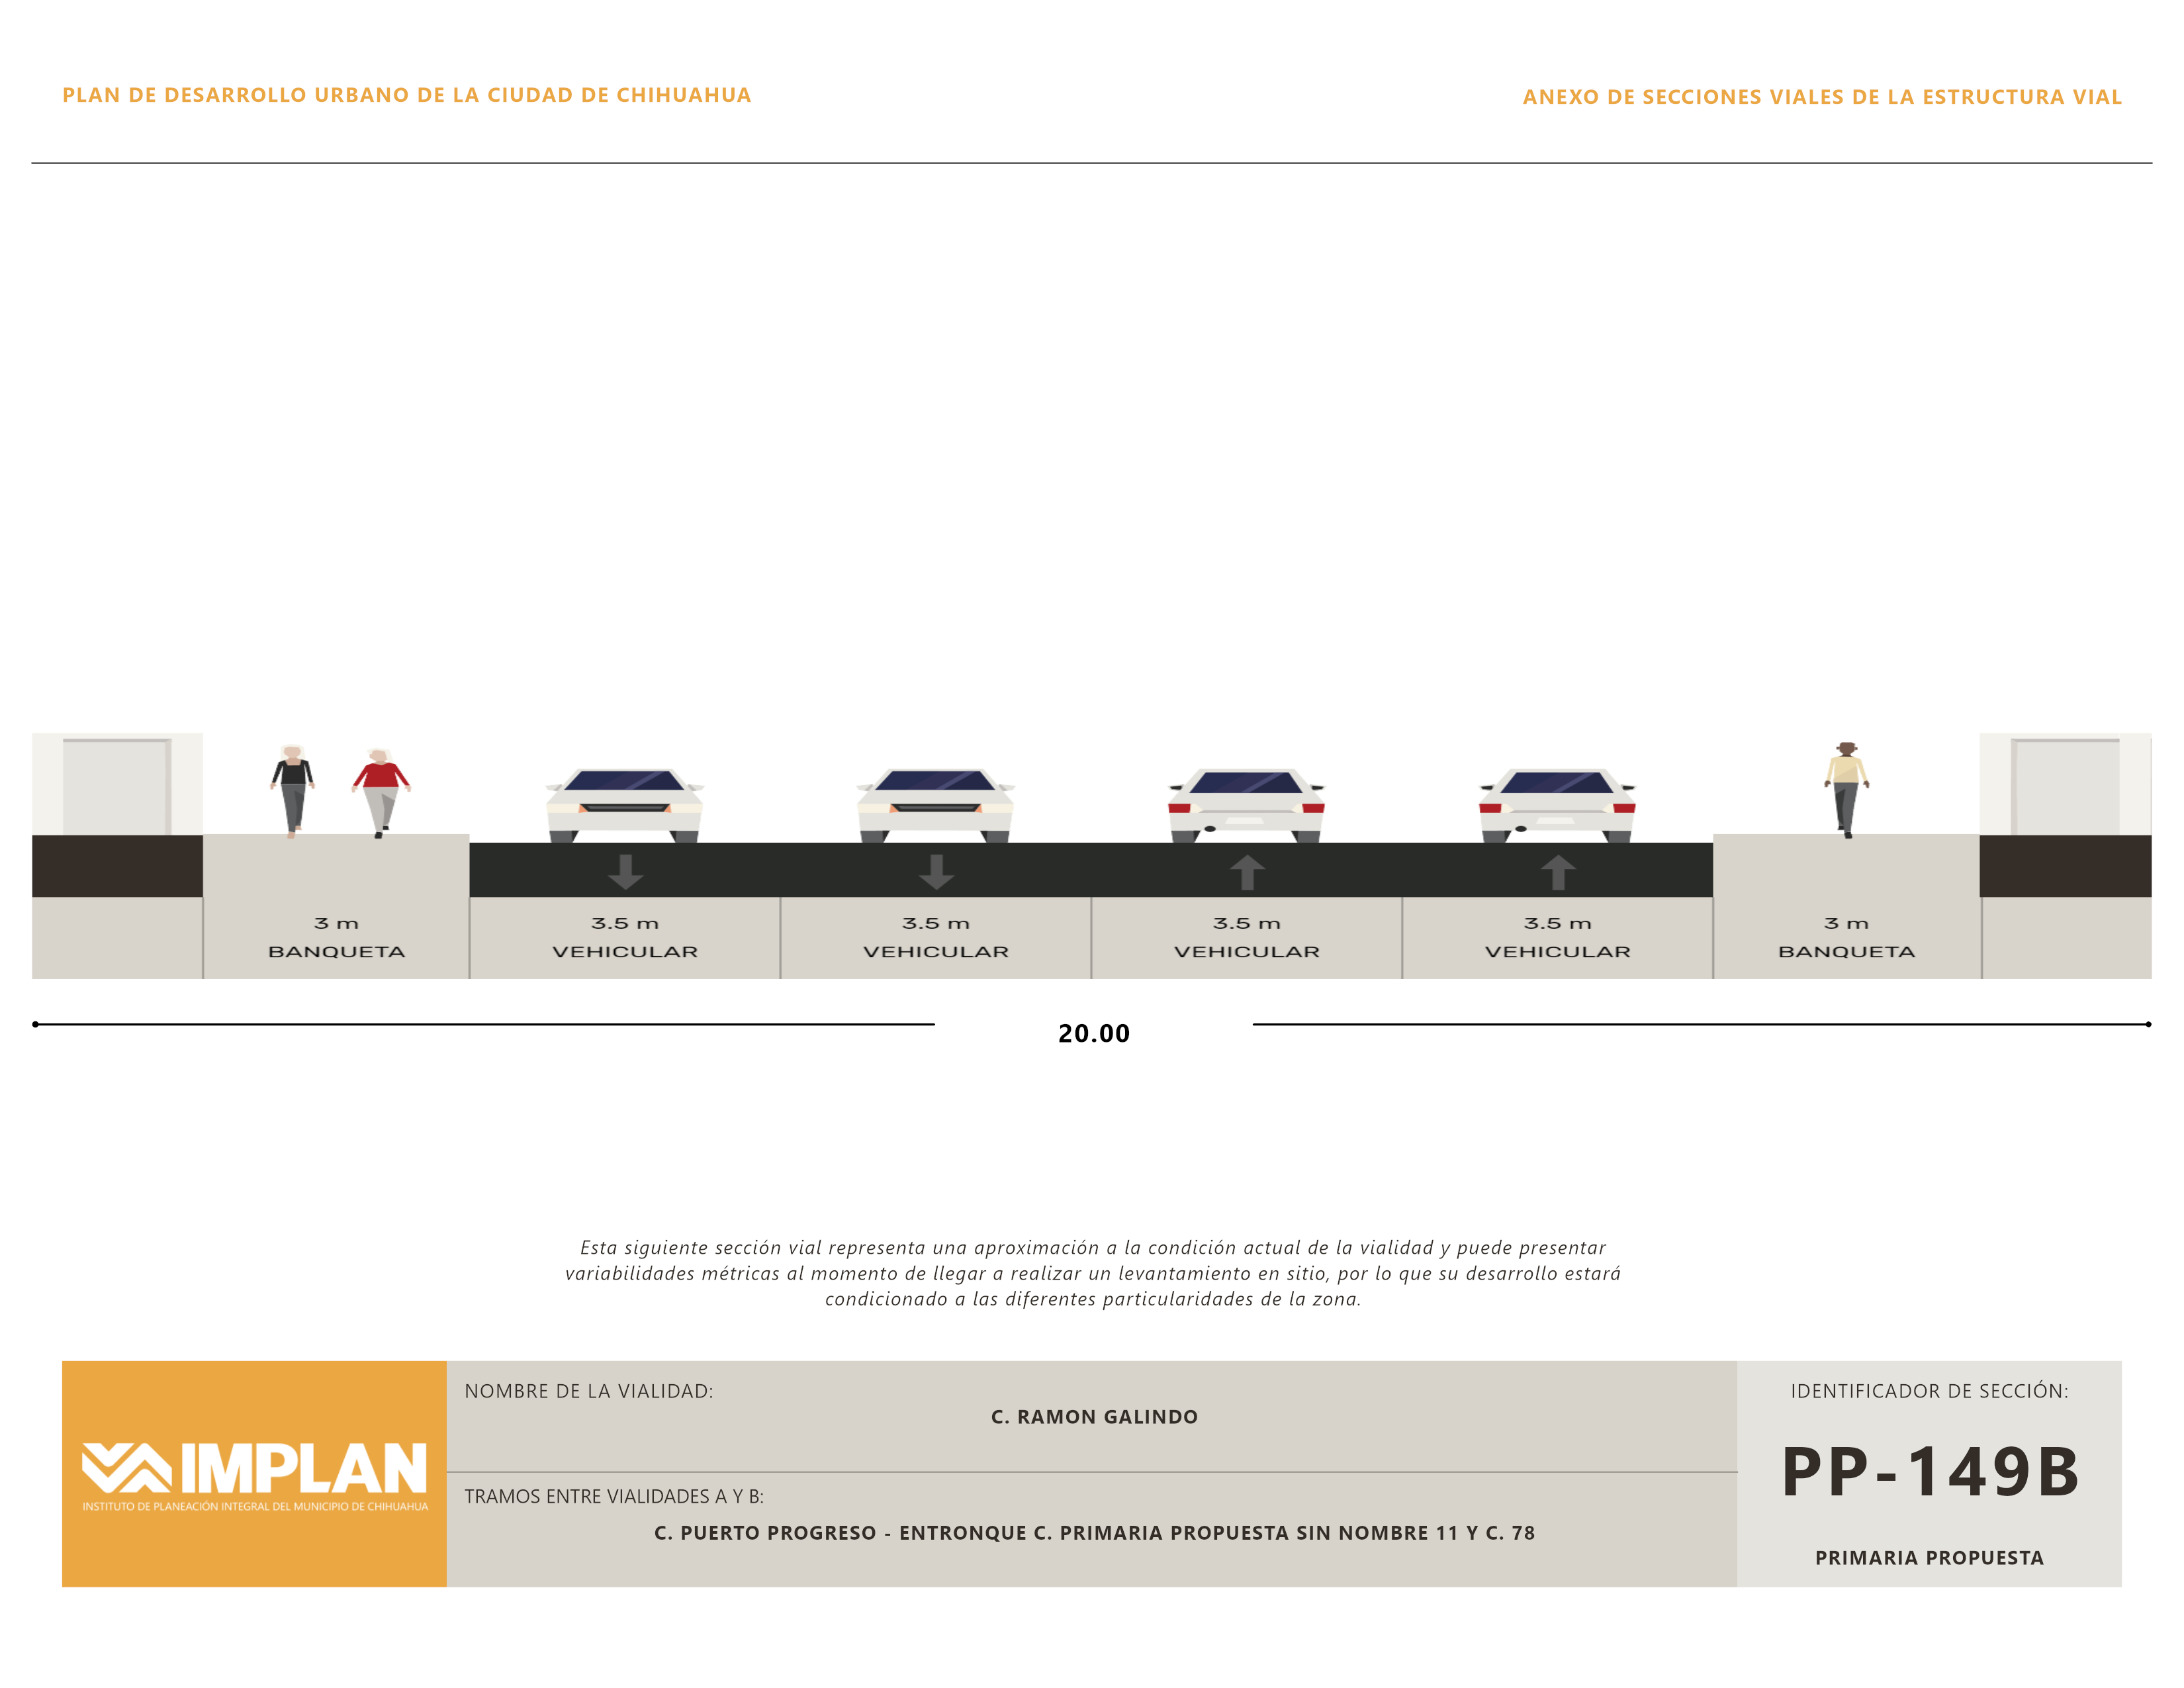 PLAN DE DESARROLLO URBANO DE LA CIUDAD DE CHIHUAHUA
ANEXO DE SECCIONES VIALES DE LA ESTRUCTURA VIAL
3 m
BANQUETA
3.5 m
VEHICULAR
3.5 m
VEHICULAR
3.5 m
VEHICULAR
3.5 m
VEHICULAR
3 m
BANQUETA
20.00
Esta siguiente sección vial representa una aproximación a la condición actual de la vialidad y puede presentar
variabilidades métricas al momento de llegar a realizar un levantamiento en sitio, por lo que su desarrollo estará
condicionado a las diferentes particularidades de la zona.
IMPLAN
INSTITUTO DE PLANEACIÓN INTEGRAL DEL MUNICIPIO DE CHIHUAHUA
NOMBRE DE LA VIALIDAD:
C. RAMON GALINDO
TRAMOS ENTRE VIALIDADES A Y B:
C. PUERTO PROGRESO - ENTRONQUE C. PRIMARIA PROPUESTA SIN NOMBRE 11 Y C. 78
IDENTIFICADOR DE SECCIÓN:
PP-149B
PRIMARIA PROPUESTA